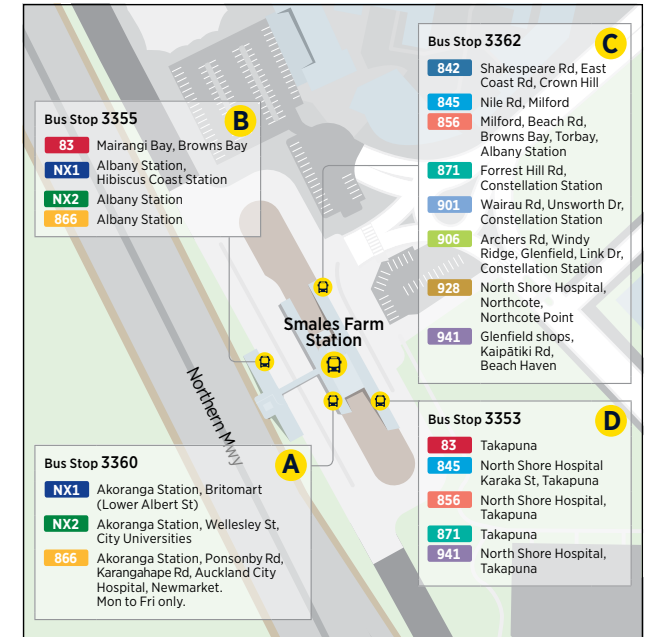 Bus Stop 3362
C
842 Shakespeare Rd, East
Coast Rd, Crown Hill
845 Nile Rd, Milford
856 Milford, Beach Rd,
Browns Bay, Torbay,
Albany Station
871 Forrest Hill Rd,
Constellation Station
901 Wairau Rd, Unsworth Dr,
Constellation Station
906 Archers Rd, Windy
Ridge, Glenfield, Link Dr,
Constellation Station
928 North Shore Hospital,
Northcote,
Northcote Point
941 Glenfield shops,
Kaipātiki Rd,
Beach Haven
Bus Stop 3355
B
83 Mairangi Bay, Browns Bay
NX1 Albany Station,
Hibiscus Coast Station
NX2 Albany Station
866 Albany Station
Smales Farm
Station
Northern Mwy
Bus Stop 3360
A
NX1 Akoranga Station, Britomart
(Lower Albert St)
NX2 Akoranga Station, Wellesley St,
City Universities
866 Akoranga Station, Ponsonby Rd,
Karangahape Rd, Auckland City
Hospital, Newmarket.
Mon to Fri only.
Bus Stop 3353
D
83 Takapuna
845 North Shore Hospital
Karaka St, Takapuna
856 North Shore Hospital,
Takapuna
871 Takapuna
941 North Shore Hospital,
Takapuna